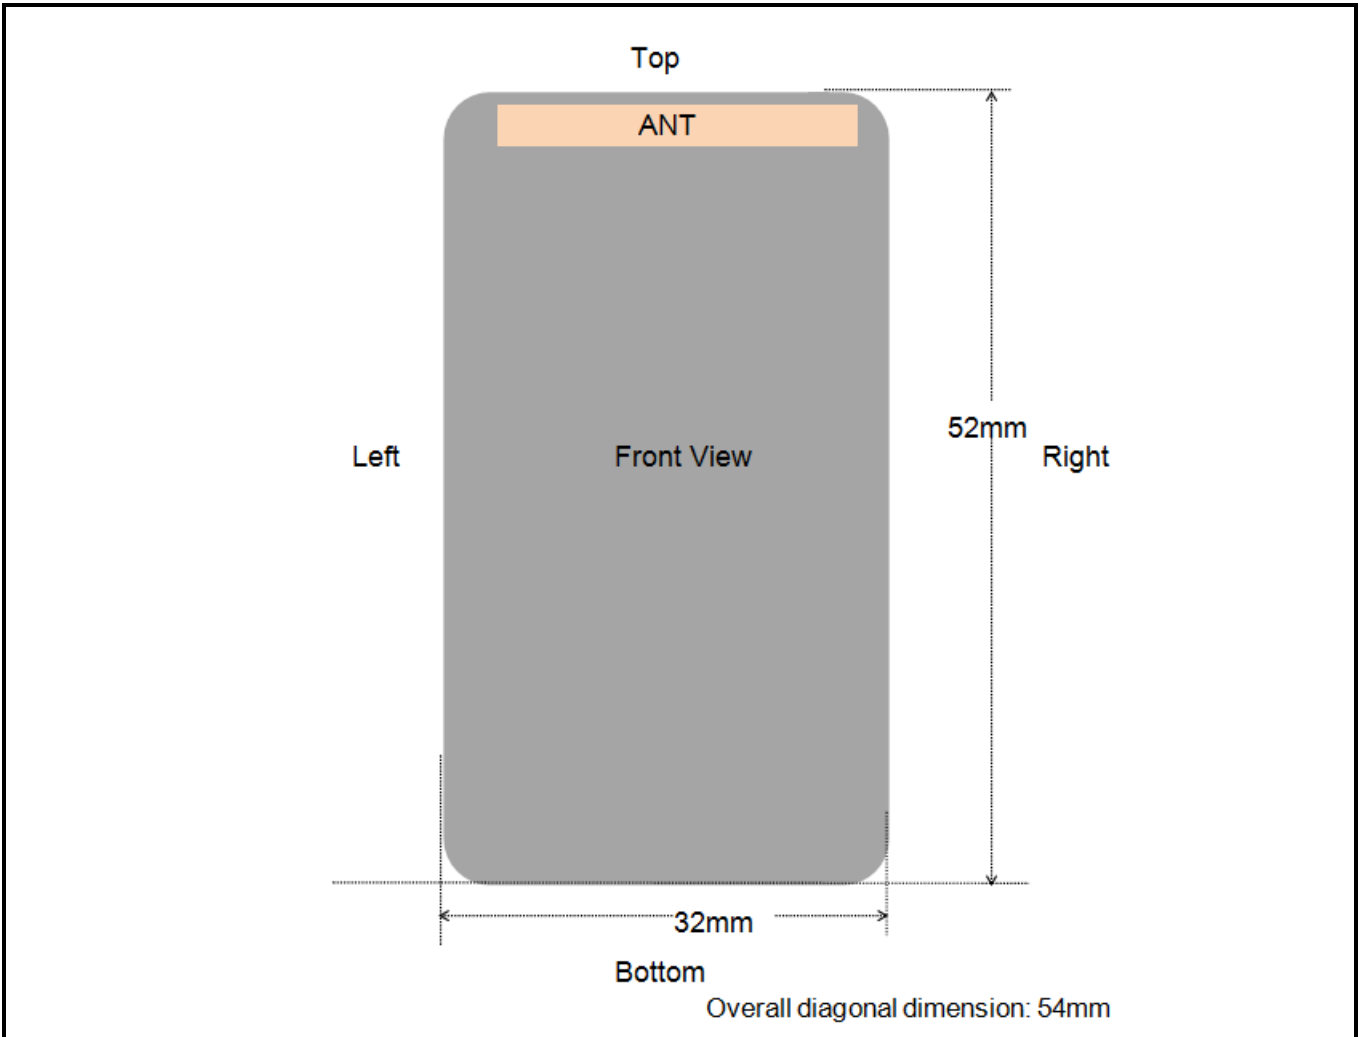 Top
ANT
52mm
Left
Front View
Right
32mm
Bottom
Overall diagonal dimension: 54mm